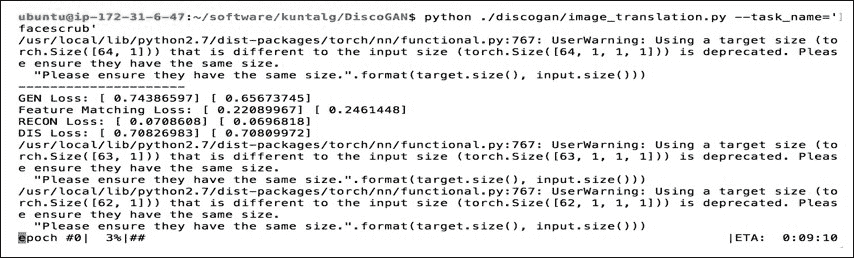 ubuntu@ip-172-31-6-47:~/software/kuntalg/DiscoGAN$ python ./discogan/image_translation.py --task_name='
facescrub'
/usr/local/lib/python2.7/dist-packages/torch/nn/functional.py:767: UserWarning: Using a target size (to
rch.Size([64, 1])) that is different to the input size (torch.Size([64, 1, 1, 1])) is deprecated. Pleas
e ensure they have the same size.
  "Please ensure they have the same size.".format(target.size(), input.size()))
---------------------
GEN Loss: [ 0.74386597] [ 0.65673745]
Feature Matching Loss: [ 0.22089967] [ 0.2461448]
RECON Loss: [ 0.0708608] [ 0.0696818]
DIS Loss: [ 0.70826983] [ 0.70809972]
/usr/local/lib/python2.7/dist-packages/torch/nn/functional.py:767: UserWarning: Using a target size (to
rch.Size([63, 1])) that is different to the input size (torch.Size([63, 1, 1, 1])) is deprecated. Pleas
e ensure they have the same size.
  "Please ensure they have the same size.".format(target.size(), input.size()))
/usr/local/lib/python2.7/dist-packages/torch/nn/functional.py:767: UserWarning: Using a target size (to
rch.Size([62, 1])) that is different to the input size (torch.Size([62, 1, 1, 1])) is deprecated. Pleas
e ensure they have the same size.
  "Please ensure they have the same size.".format(target.size(), input.size()))
epoch #0|  3%|## |ETA:  0:09:10